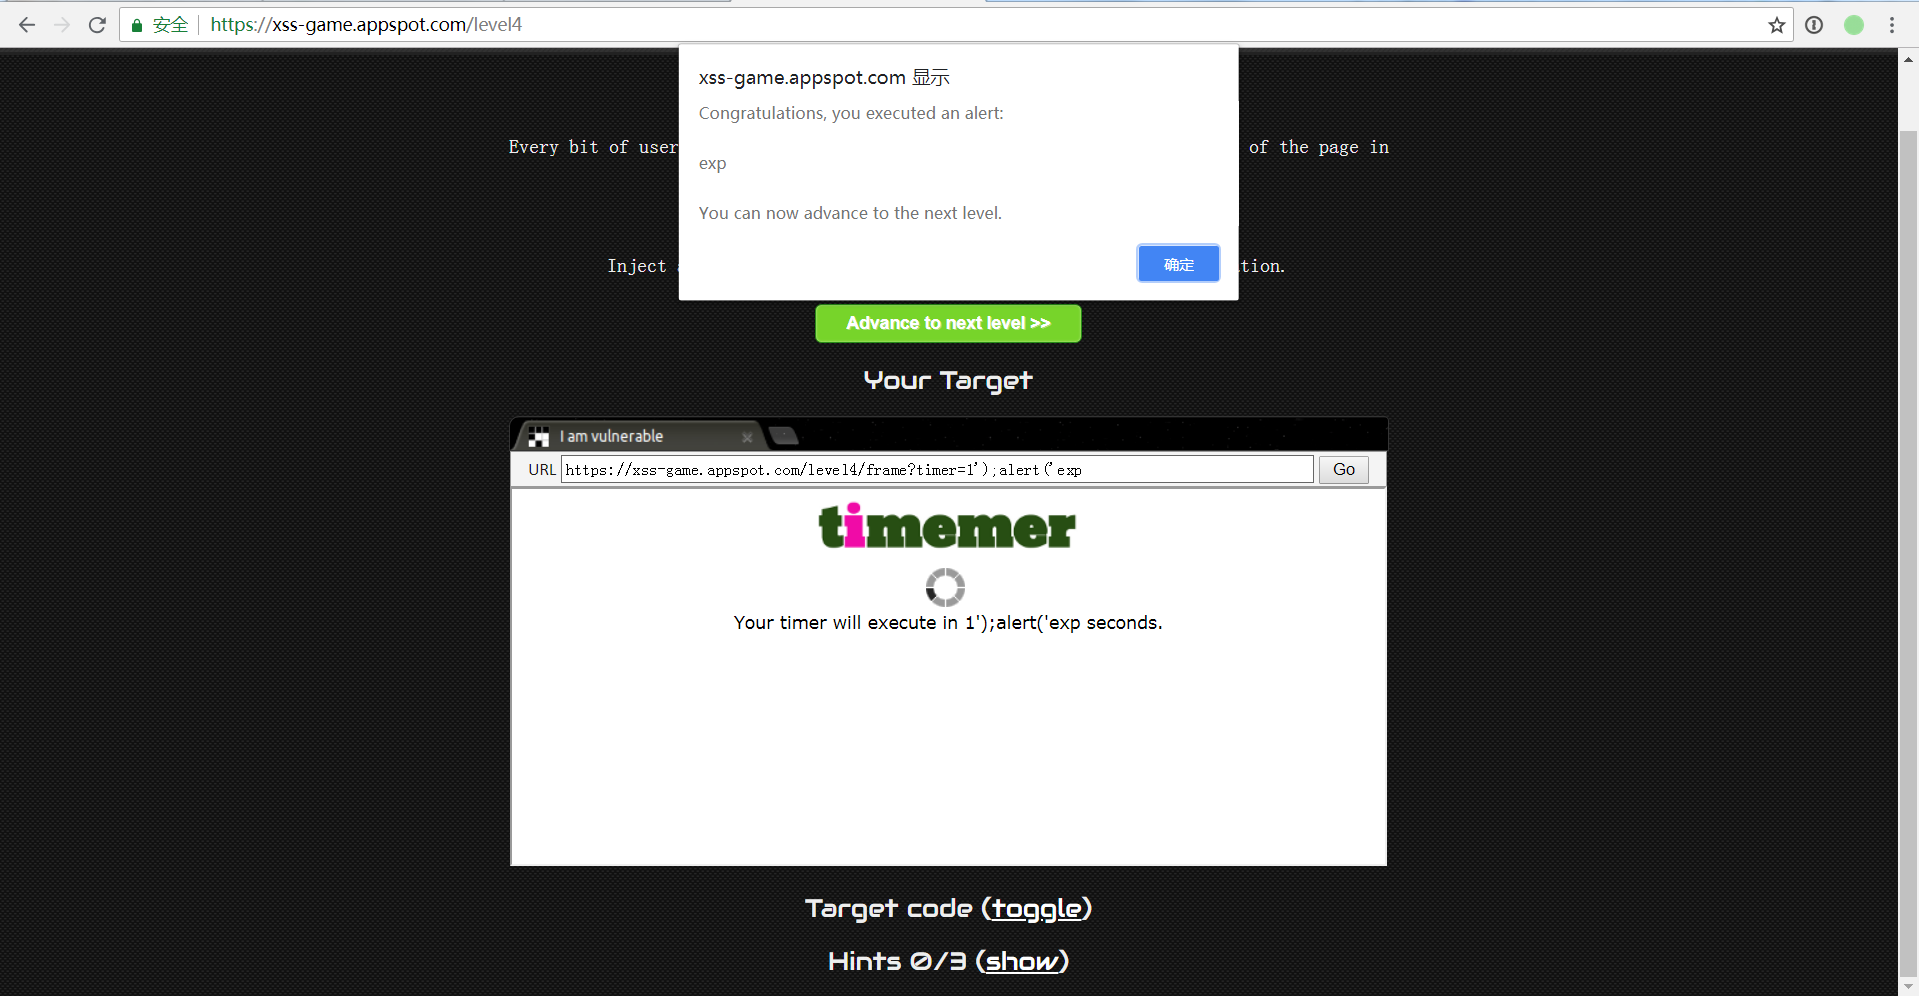 安全 https://xss-game.appspot.com/level4
xss-game.appspot.com 显示
Congratulations, you executed an alert:
Every bit of user of the page in
exp
You can now advance to the next level.
确定
Inject tion.
Advance to next level >>
Your Target
I am vulnerable
URL https://xss-game.appspot.com/level4/frame?timer=1');alert('exp Go
timemer
Your timer will execute in 1');alert('exp seconds.
Target code (toggle)
Hints 0/3 (show)